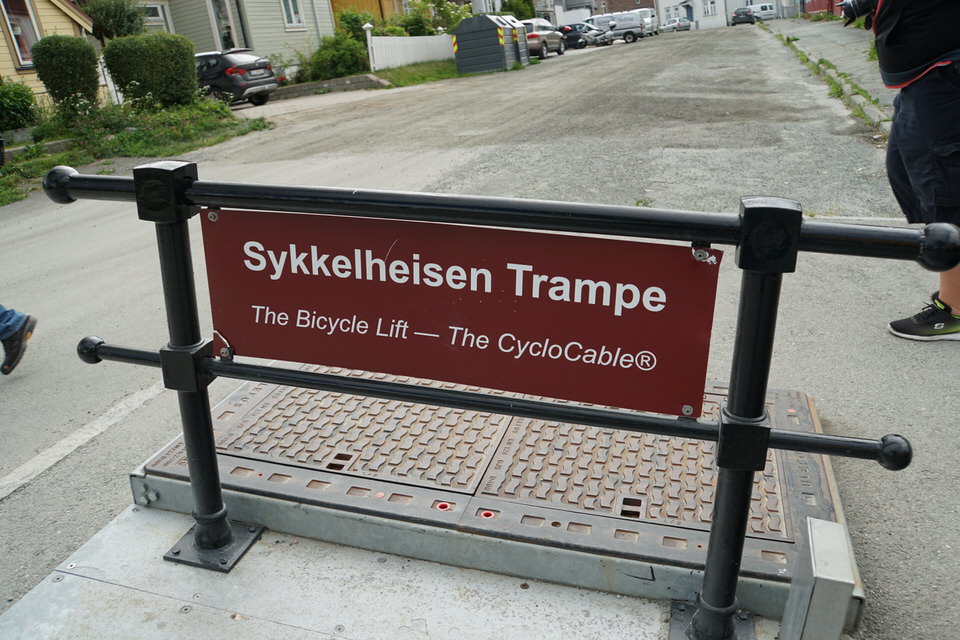 Sykkelheisen Trampe
The Bicycle Lift — The CycloCable®